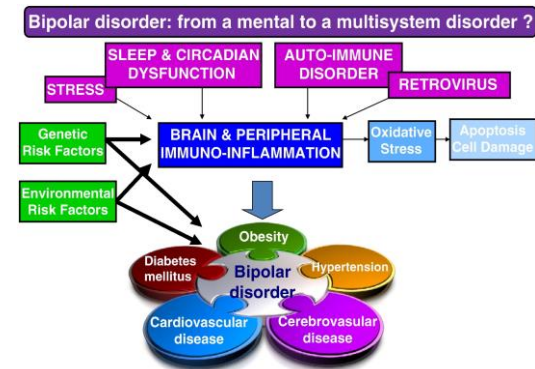 Bipolar disorder: from a mental to a multisystem disorder ?
SLEEP & CIRCADIAN
DYSFUNCTION
AUTO-IMMUNE
DISORDER
STRESS
RETROVIRUS
Genetic
Risk Factors
BRAIN & PERIPHERAL
IMMUNO-INFLAMMATION
Oxidative
Stress
Apoptosis
Cell Damage
Environmental
Risk Factors
Obesity
Diabetes
mellitus
Bipolar
disorder
Hypertension
Cardiovascular
disease
Cerebrovasular
disease